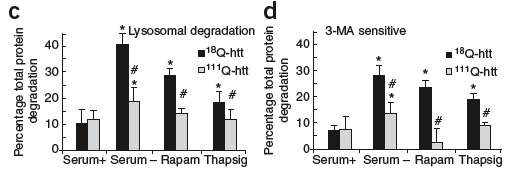 c
Lysosomal degradation
Percentage total protein
degradation
40
30
20
10
0
18Q-htt
111Q-htt
*
* # *
* #
* #
Serum+ Serum – Rapam Thapsig
d
3-MA sensitive
Percentage total protein
degradation
40
30
20
10
0
18Q-htt
111Q-htt
* # *
* #
* #
Serum+ Serum – Rapam Thapsig